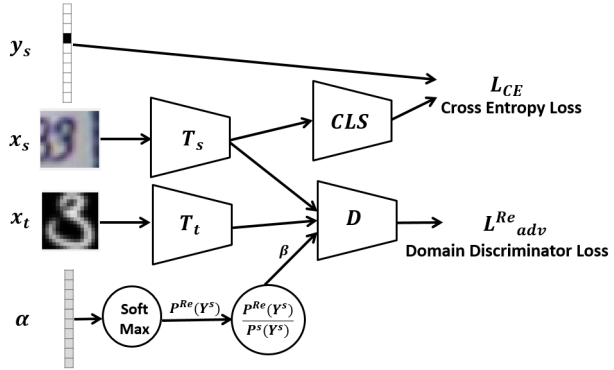 y_s
L_CE
Cross Entropy Loss
x_s
T_s
CLS
x_t
T_t
D
L^Re_adv
Domain Discriminator Loss
β
α
Soft
Max
P^Re(Y^s)
P^Re(Y^s)
P^s(Y^s)